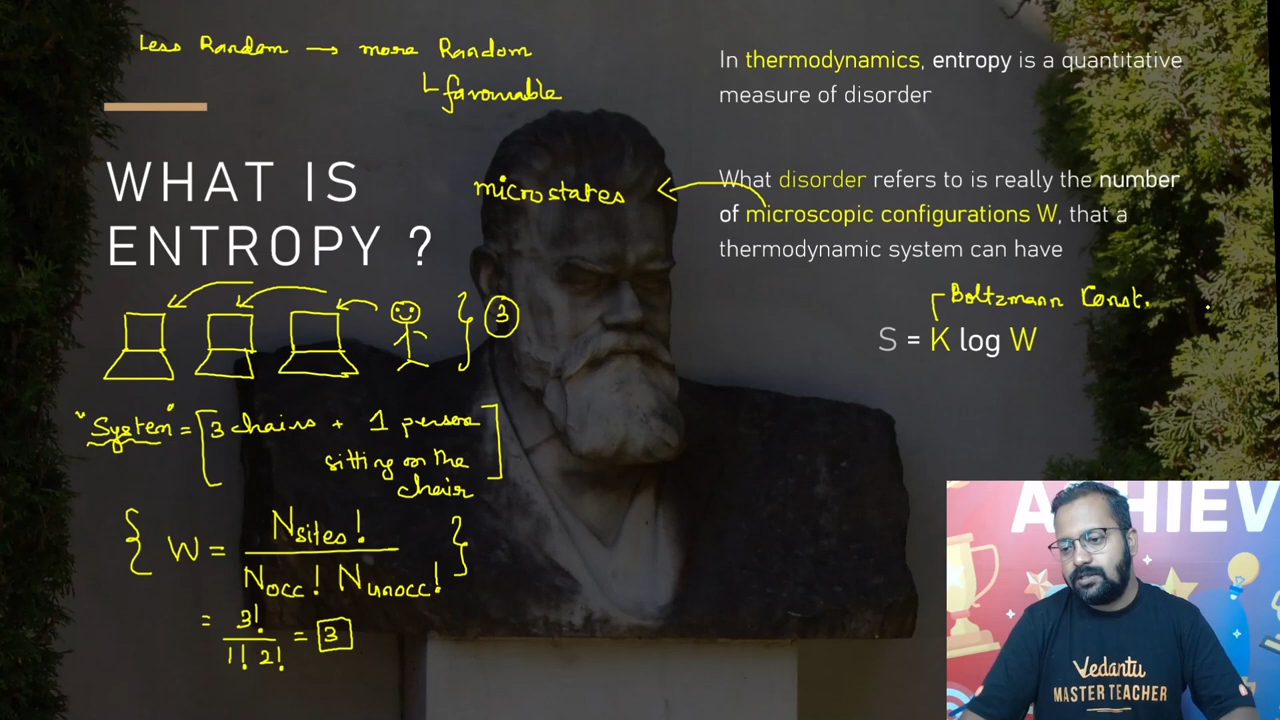 Less Random → more Random
↳ favourable
WHAT IS
ENTROPY ?
In thermodynamics, entropy is a quantitative
measure of disorder
What disorder refers to is really the number
of microscopic configurations W, that a
thermodynamic system can have
microstates
Boltzmann Const.
S = K log W
3
"System" = [3 chairs + 1 person
sitting on the
chair]
{ W = Nsites! / Nocc! Nunocc! }
= 3! / 1! 2! = 3
ACHIEV
Vedantu
MASTER TEACHER